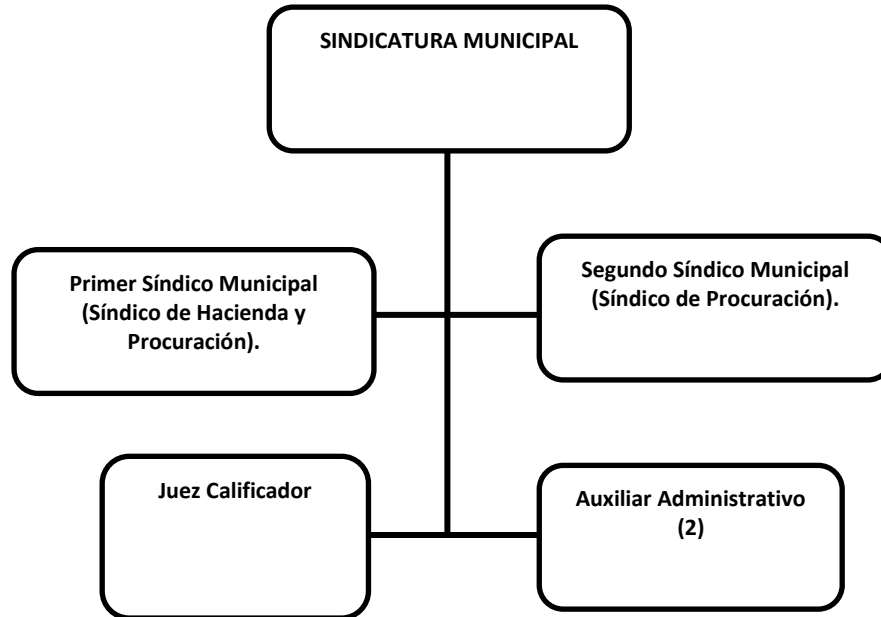 SINDICATURA MUNICIPAL
Primer Síndico Municipal
(Síndico de Hacienda y
Procuración).
Segundo Síndico Municipal
(Síndico de Procuración).
Juez Calificador
Auxiliar Administrativo
(2)